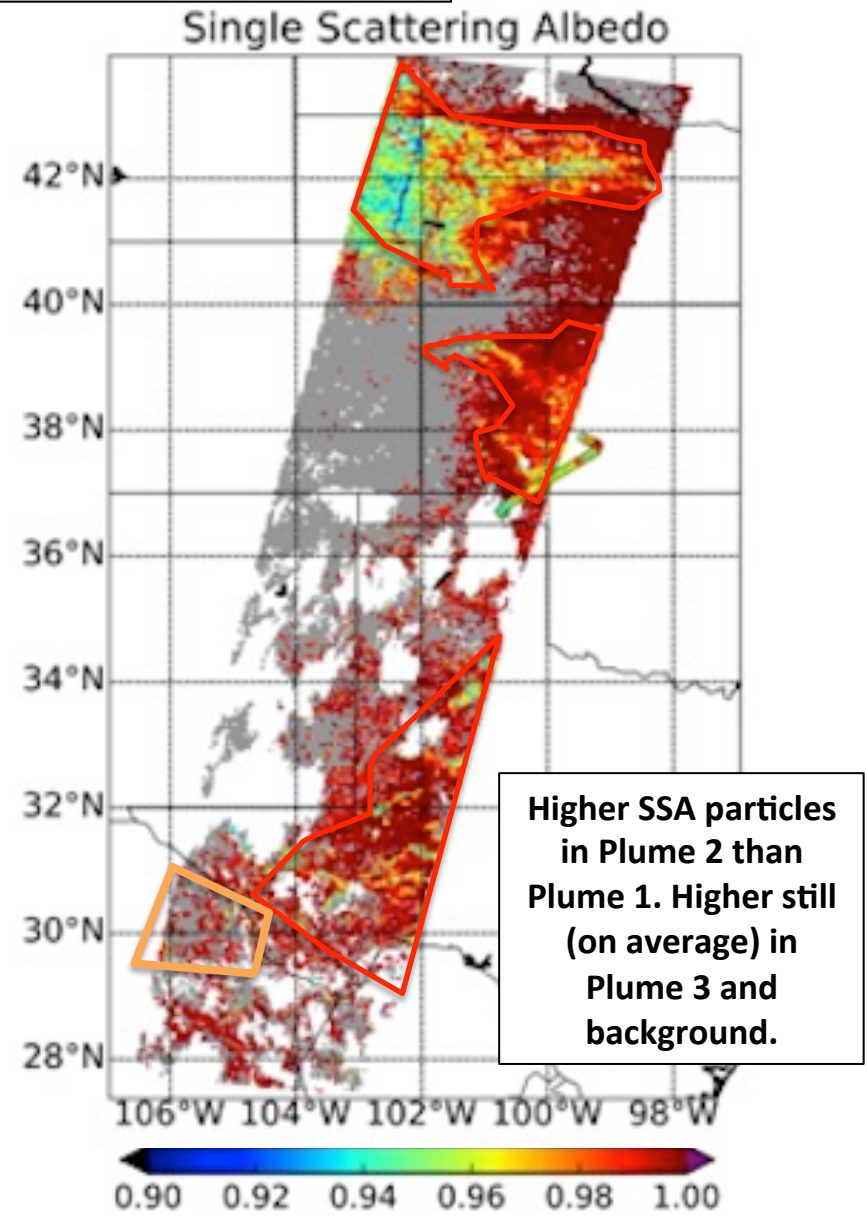 Single Scattering Albedo
42°N
40°N
38°N
36°N
34°N
32°N
30°N
28°N
Higher SSA particles
in Plume 2 than
Plume 1. Higher still
(on average) in
Plume 3 and
background.
106°W 104°W 102°W 100°W 98°W
0.90 0.92 0.94 0.96 0.98 1.00